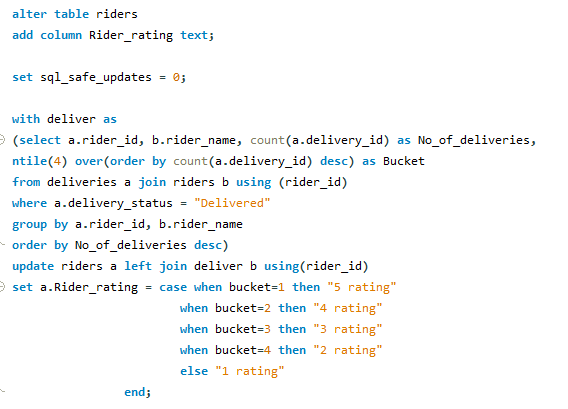 alter table riders
add column Rider_rating text;
set sql_safe_updates = 0;
with deliver as
(select a.rider_id, b.rider_name, count(a.delivery_id) as No_of_deliveries,
ntile(4) over(order by count(a.delivery_id) desc) as Bucket
from deliveries a join riders b using (rider_id)
where a.delivery_status = "Delivered"
group by a.rider_id, b.rider_name
order by No_of_deliveries desc)
update riders a left join deliver b using(rider_id)
set a.Rider_rating = case when bucket=1 then "5 rating"
when bucket=2 then "4 rating"
when bucket=3 then "3 rating"
when bucket=4 then "2 rating"
else "1 rating"
end;